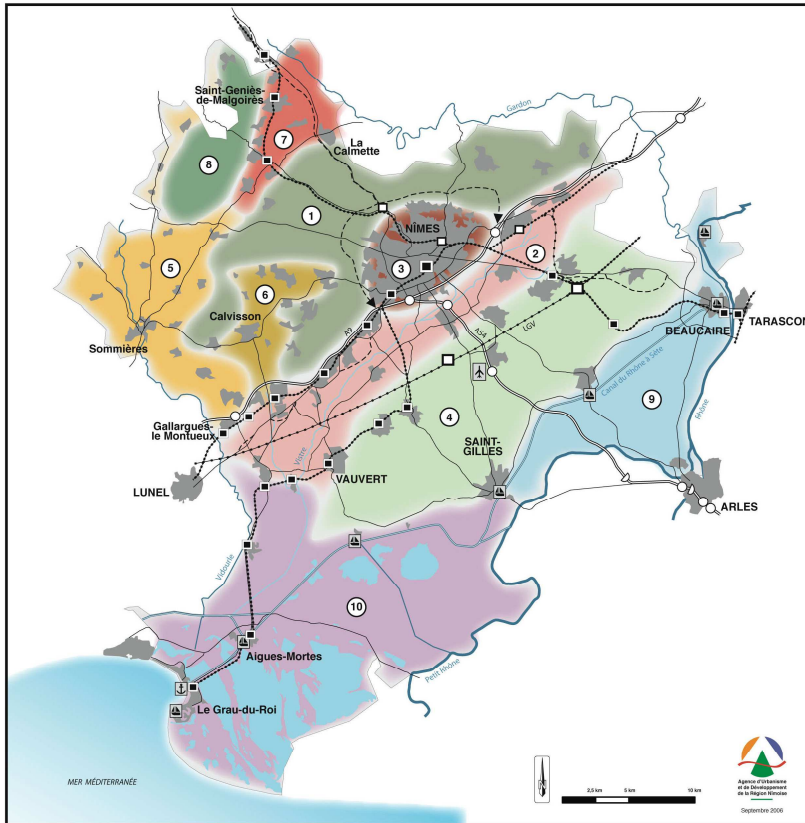 Saint-Geniès-
de-Malgoirès
7
La
Calmette
Gardon
8
1
NÎMES
2
3
5
6
Calvisson
Sommières
A9
A54
LGV
BEAUCAIRE
TARASCON
Canal du Rhône à Sète
9
Rhône
Gallargues-
le Montueux
4
SAINT-
GILLES
Vistre
VAUVERT
LUNEL
ARLES
Vidourle
10
Aigues-Mortes
Petit Rhône
Le Grau-du-Roi
MER MÉDITERRANÉE
2,5 km
5 km
10 km
Agence d'Urbanisme
et de Développement
de la Région Nîmoise
Septembre 2006